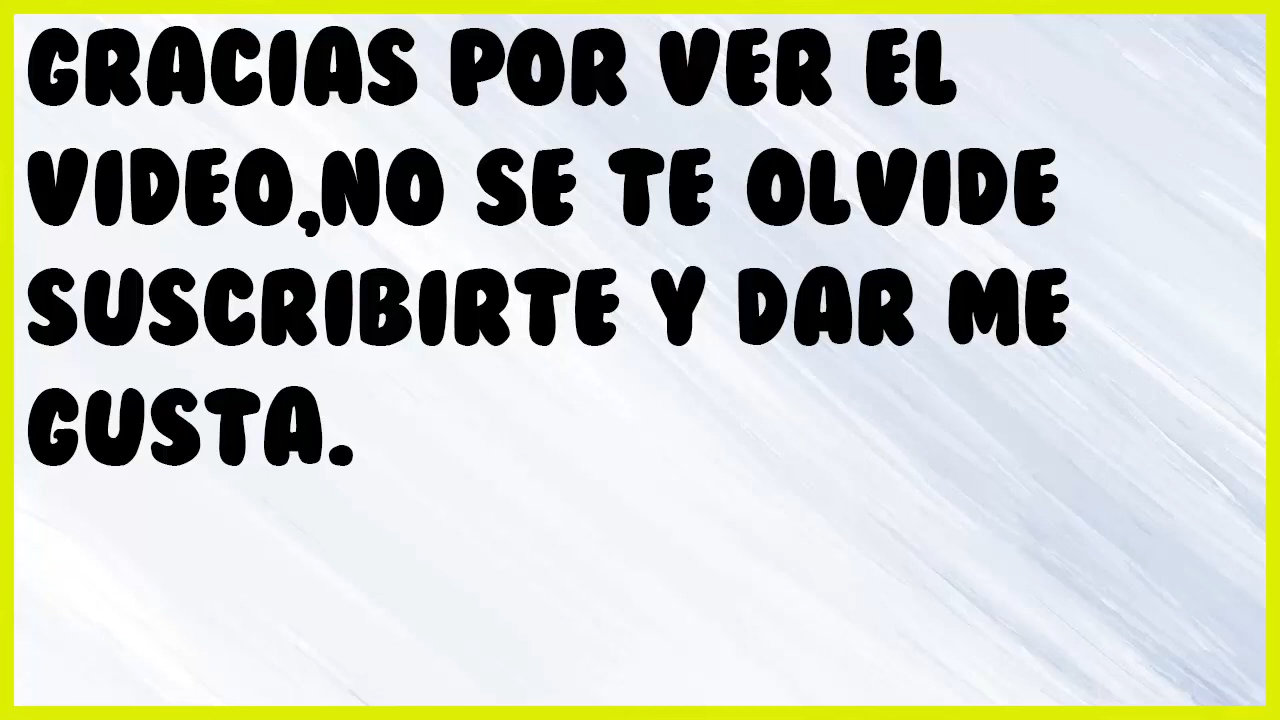 GRACIAS POR VER EL
VIDEO,NO SE TE OLVIDE
SUSCRIBIRTE Y DAR ME
GUSTA.